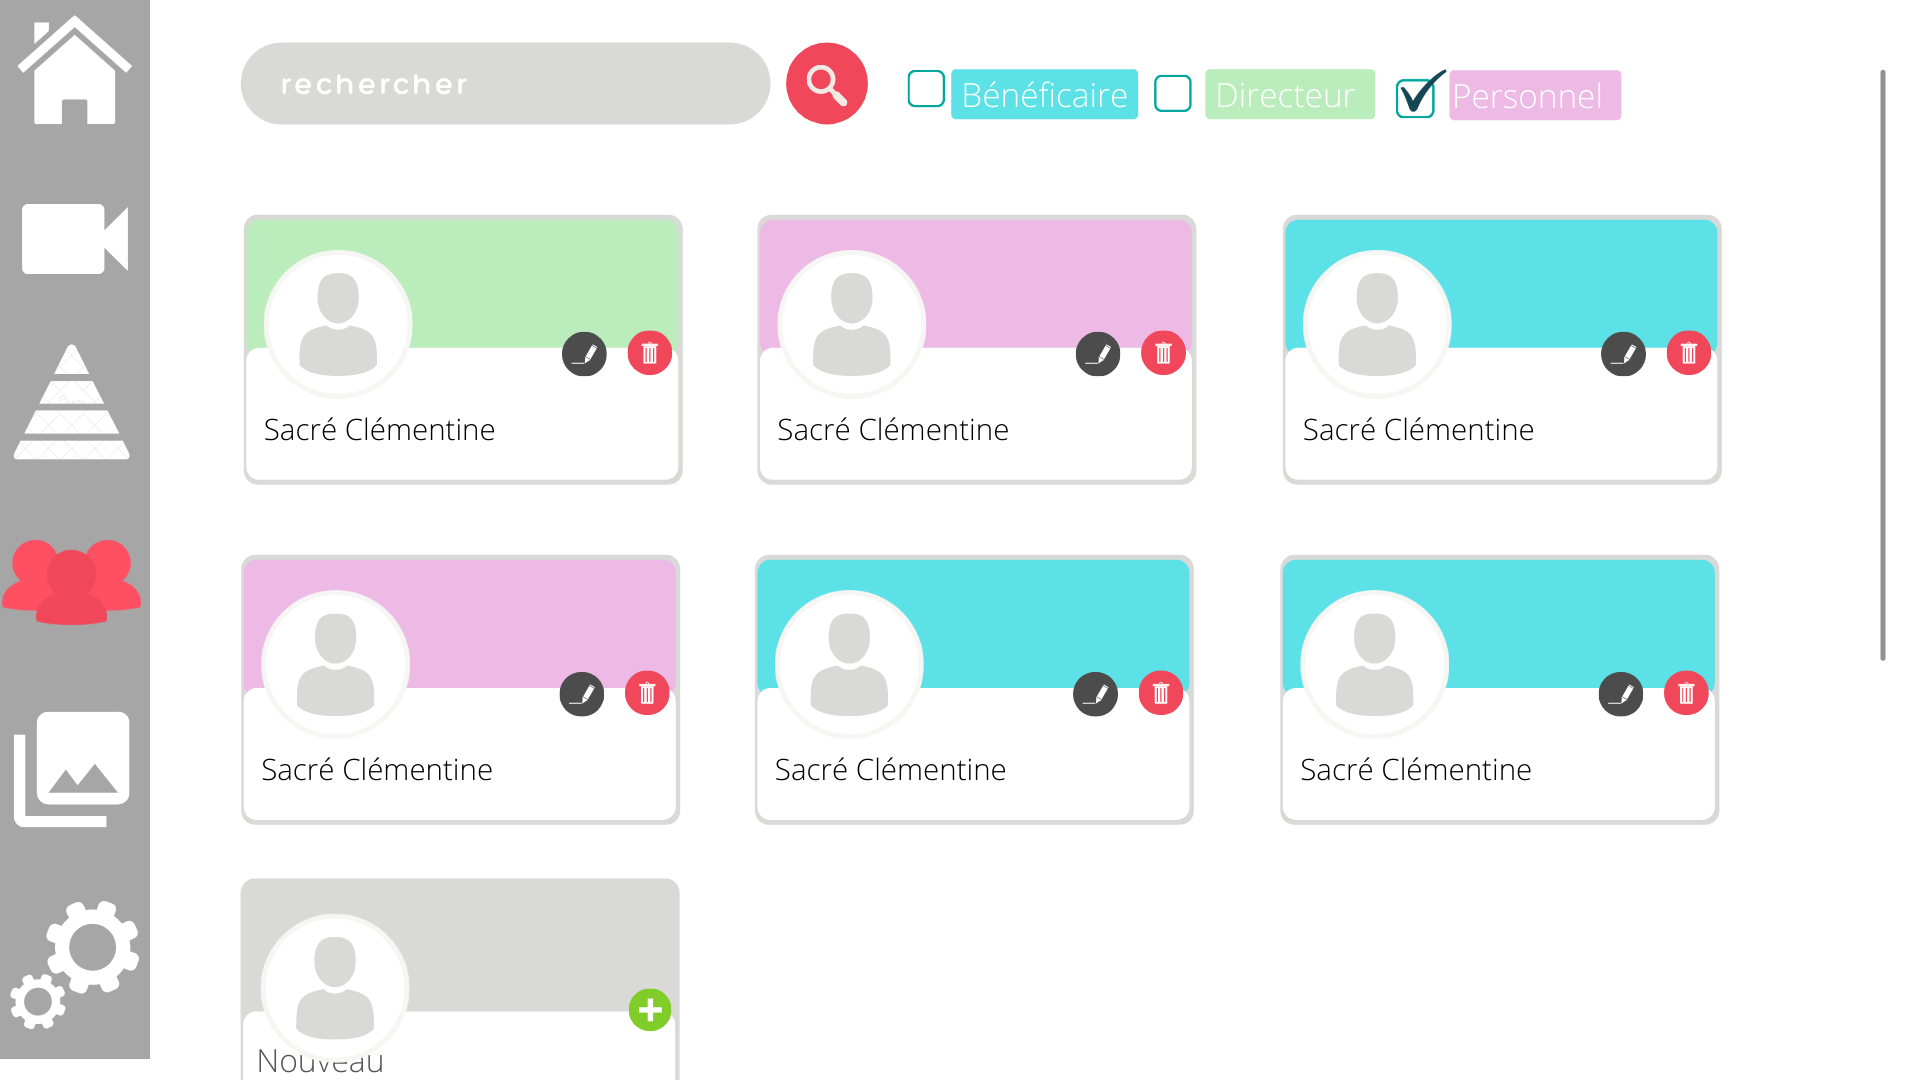 rechercher
Bénéficaire
Directeur
Personnel
Sacré Clémentine
Sacré Clémentine
Sacré Clémentine
Sacré Clémentine
Sacré Clémentine
Sacré Clémentine
Nouveau